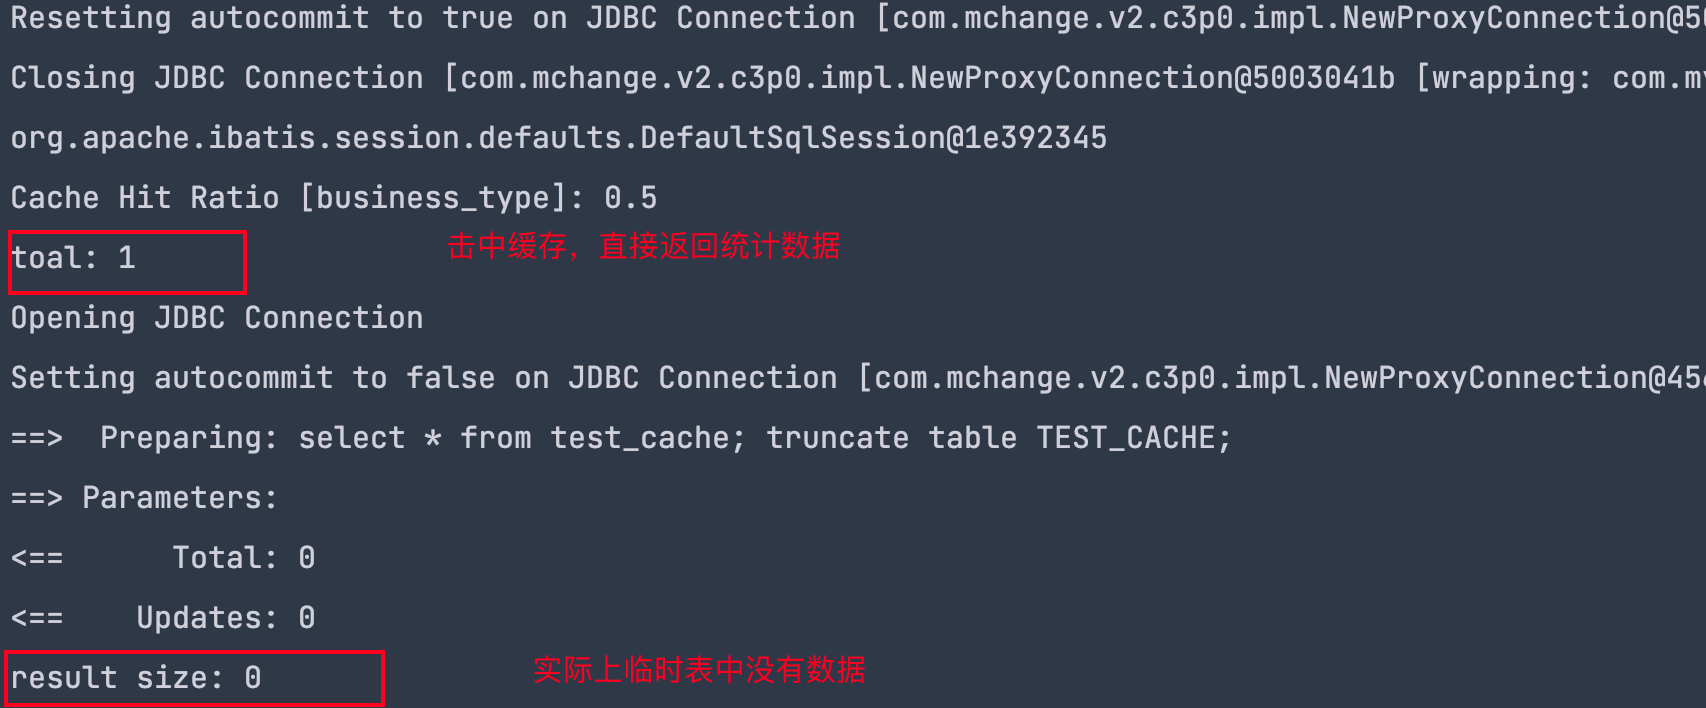 Resetting autocommit to true on JDBC Connection [com.mchange.v2.c3p0.impl.NewProxyConnection@50
Closing JDBC Connection [com.mchange.v2.c3p0.impl.NewProxyConnection@5003041b [wrapping: com.my
org.apache.ibatis.session.defaults.DefaultSqlSession@1e392345
Cache Hit Ratio [business_type]: 0.5
toal: 1
击中缓存，直接返回统计数据
Opening JDBC Connection
Setting autocommit to false on JDBC Connection [com.mchange.v2.c3p0.impl.NewProxyConnection@456
==>  Preparing: select * from test_cache; truncate table TEST_CACHE;
==> Parameters:
<==      Total: 0
<==    Updates: 0
result size: 0
实际上临时表中没有数据